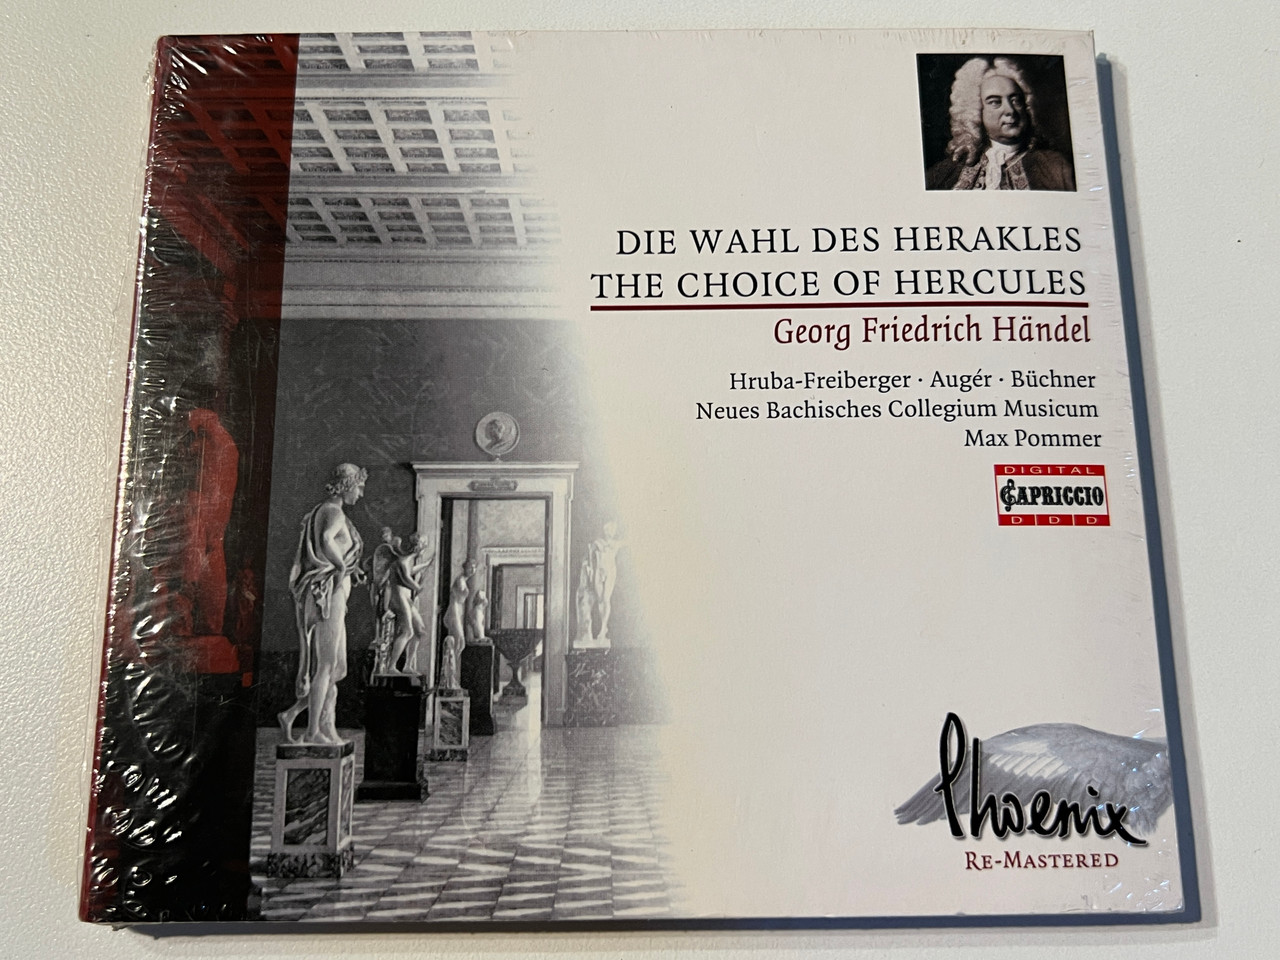 DIE WAHL DES HERAKLES
THE CHOICE OF HERCULES
Georg Friedrich Händel
Hruba-Freiberger · Augér · Büchner
Neues Bachisches Collegium Musicum
Max Pommer
DIGITAL
CAPRICCIO
D D D
Phoenix
RE-MASTERED